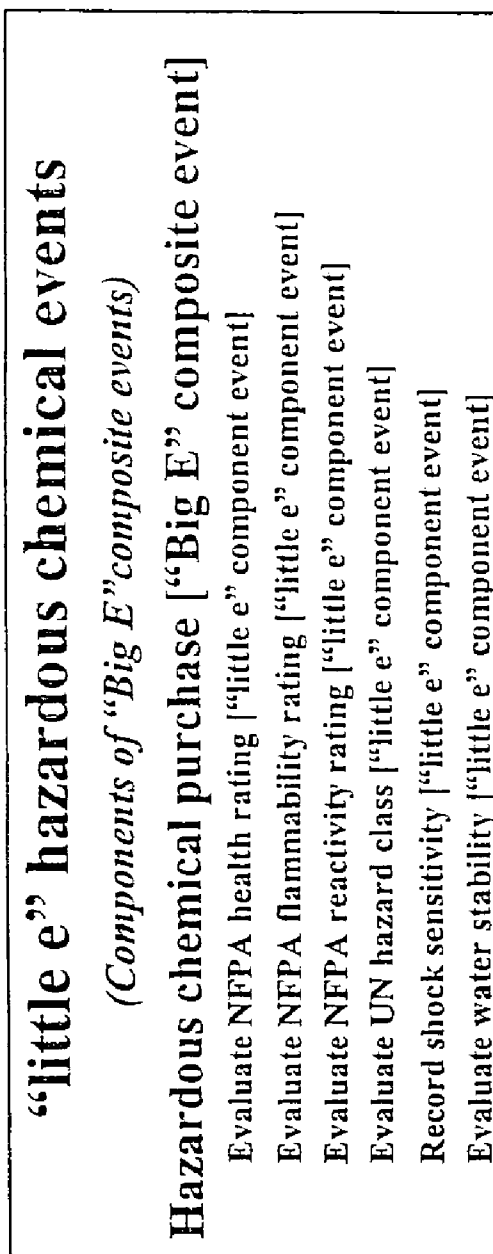 “little e” hazardous chemical events
(Components of “Big E”composite events)
Hazardous chemical purchase [“Big E” composite event]
Evaluate NFPA health rating [“little e” component event]
Evaluate NFPA flammability rating [“little e” component event]
Evaluate NFPA reactivity rating [“little e” component event]
Evaluate UN hazard class [“little e” component event]
Record shock sensitivity [“little e” component event]
Evaluate water stability [“little e” component event]